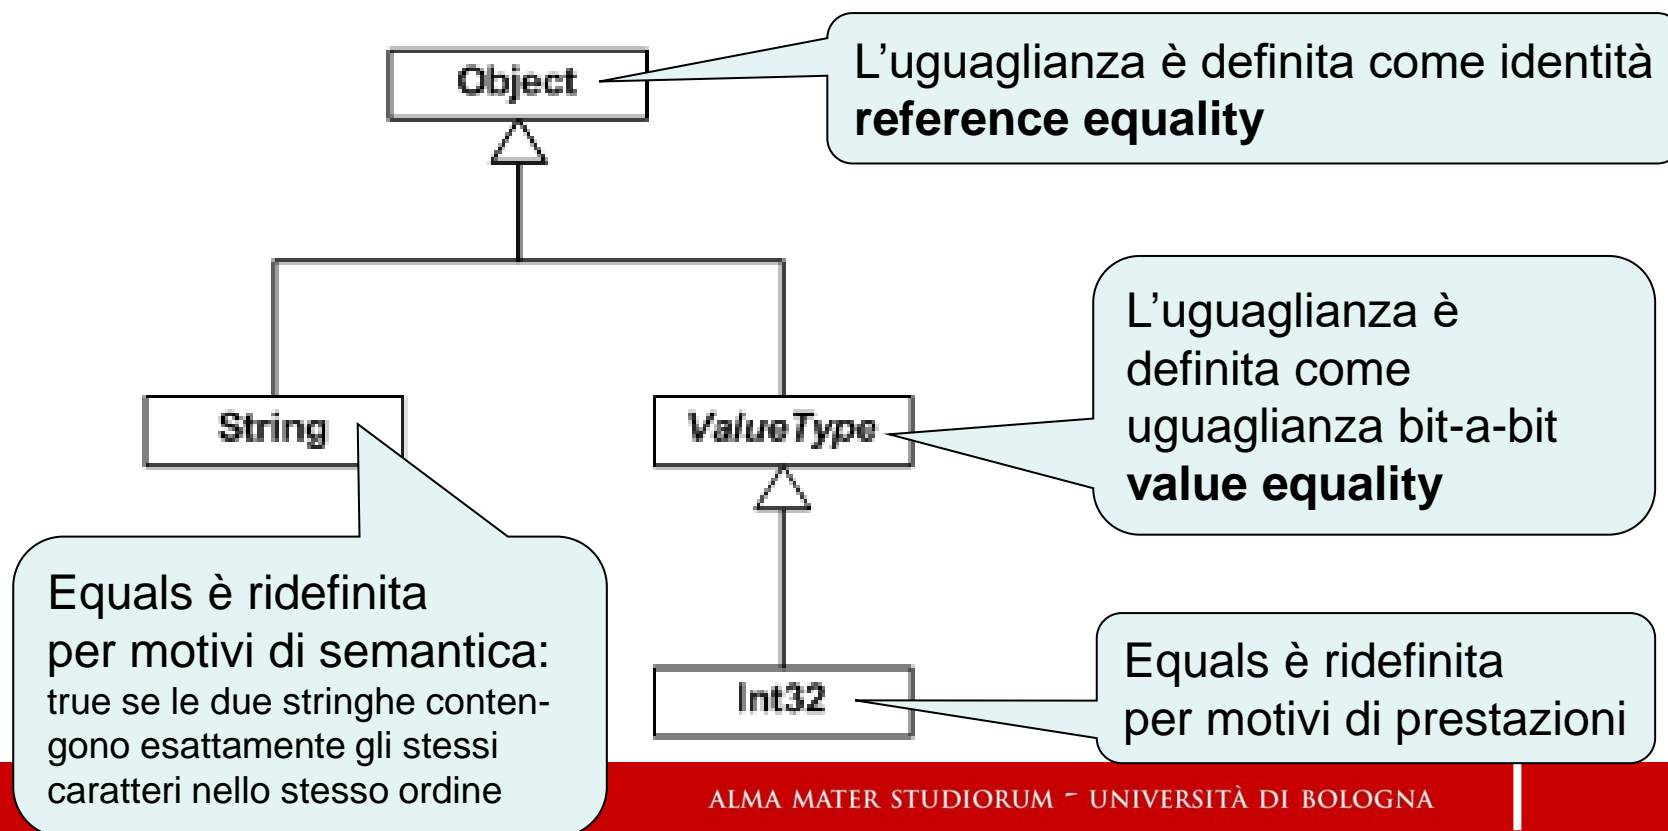 Object
L'uguaglianza è definita come identità
reference equality
String
ValueType
L'uguaglianza è
definita come
uguaglianza bit-a-bit
value equality
Equals è ridefinita
per motivi di semantica:
true se le due stringhe conten-
gono esattamente gli stessi
caratteri nello stesso ordine
Int32
Equals è ridefinita
per motivi di prestazioni
ALMA MATER STUDIORUM ~ UNIVERSITÀ DI BOLOGNA